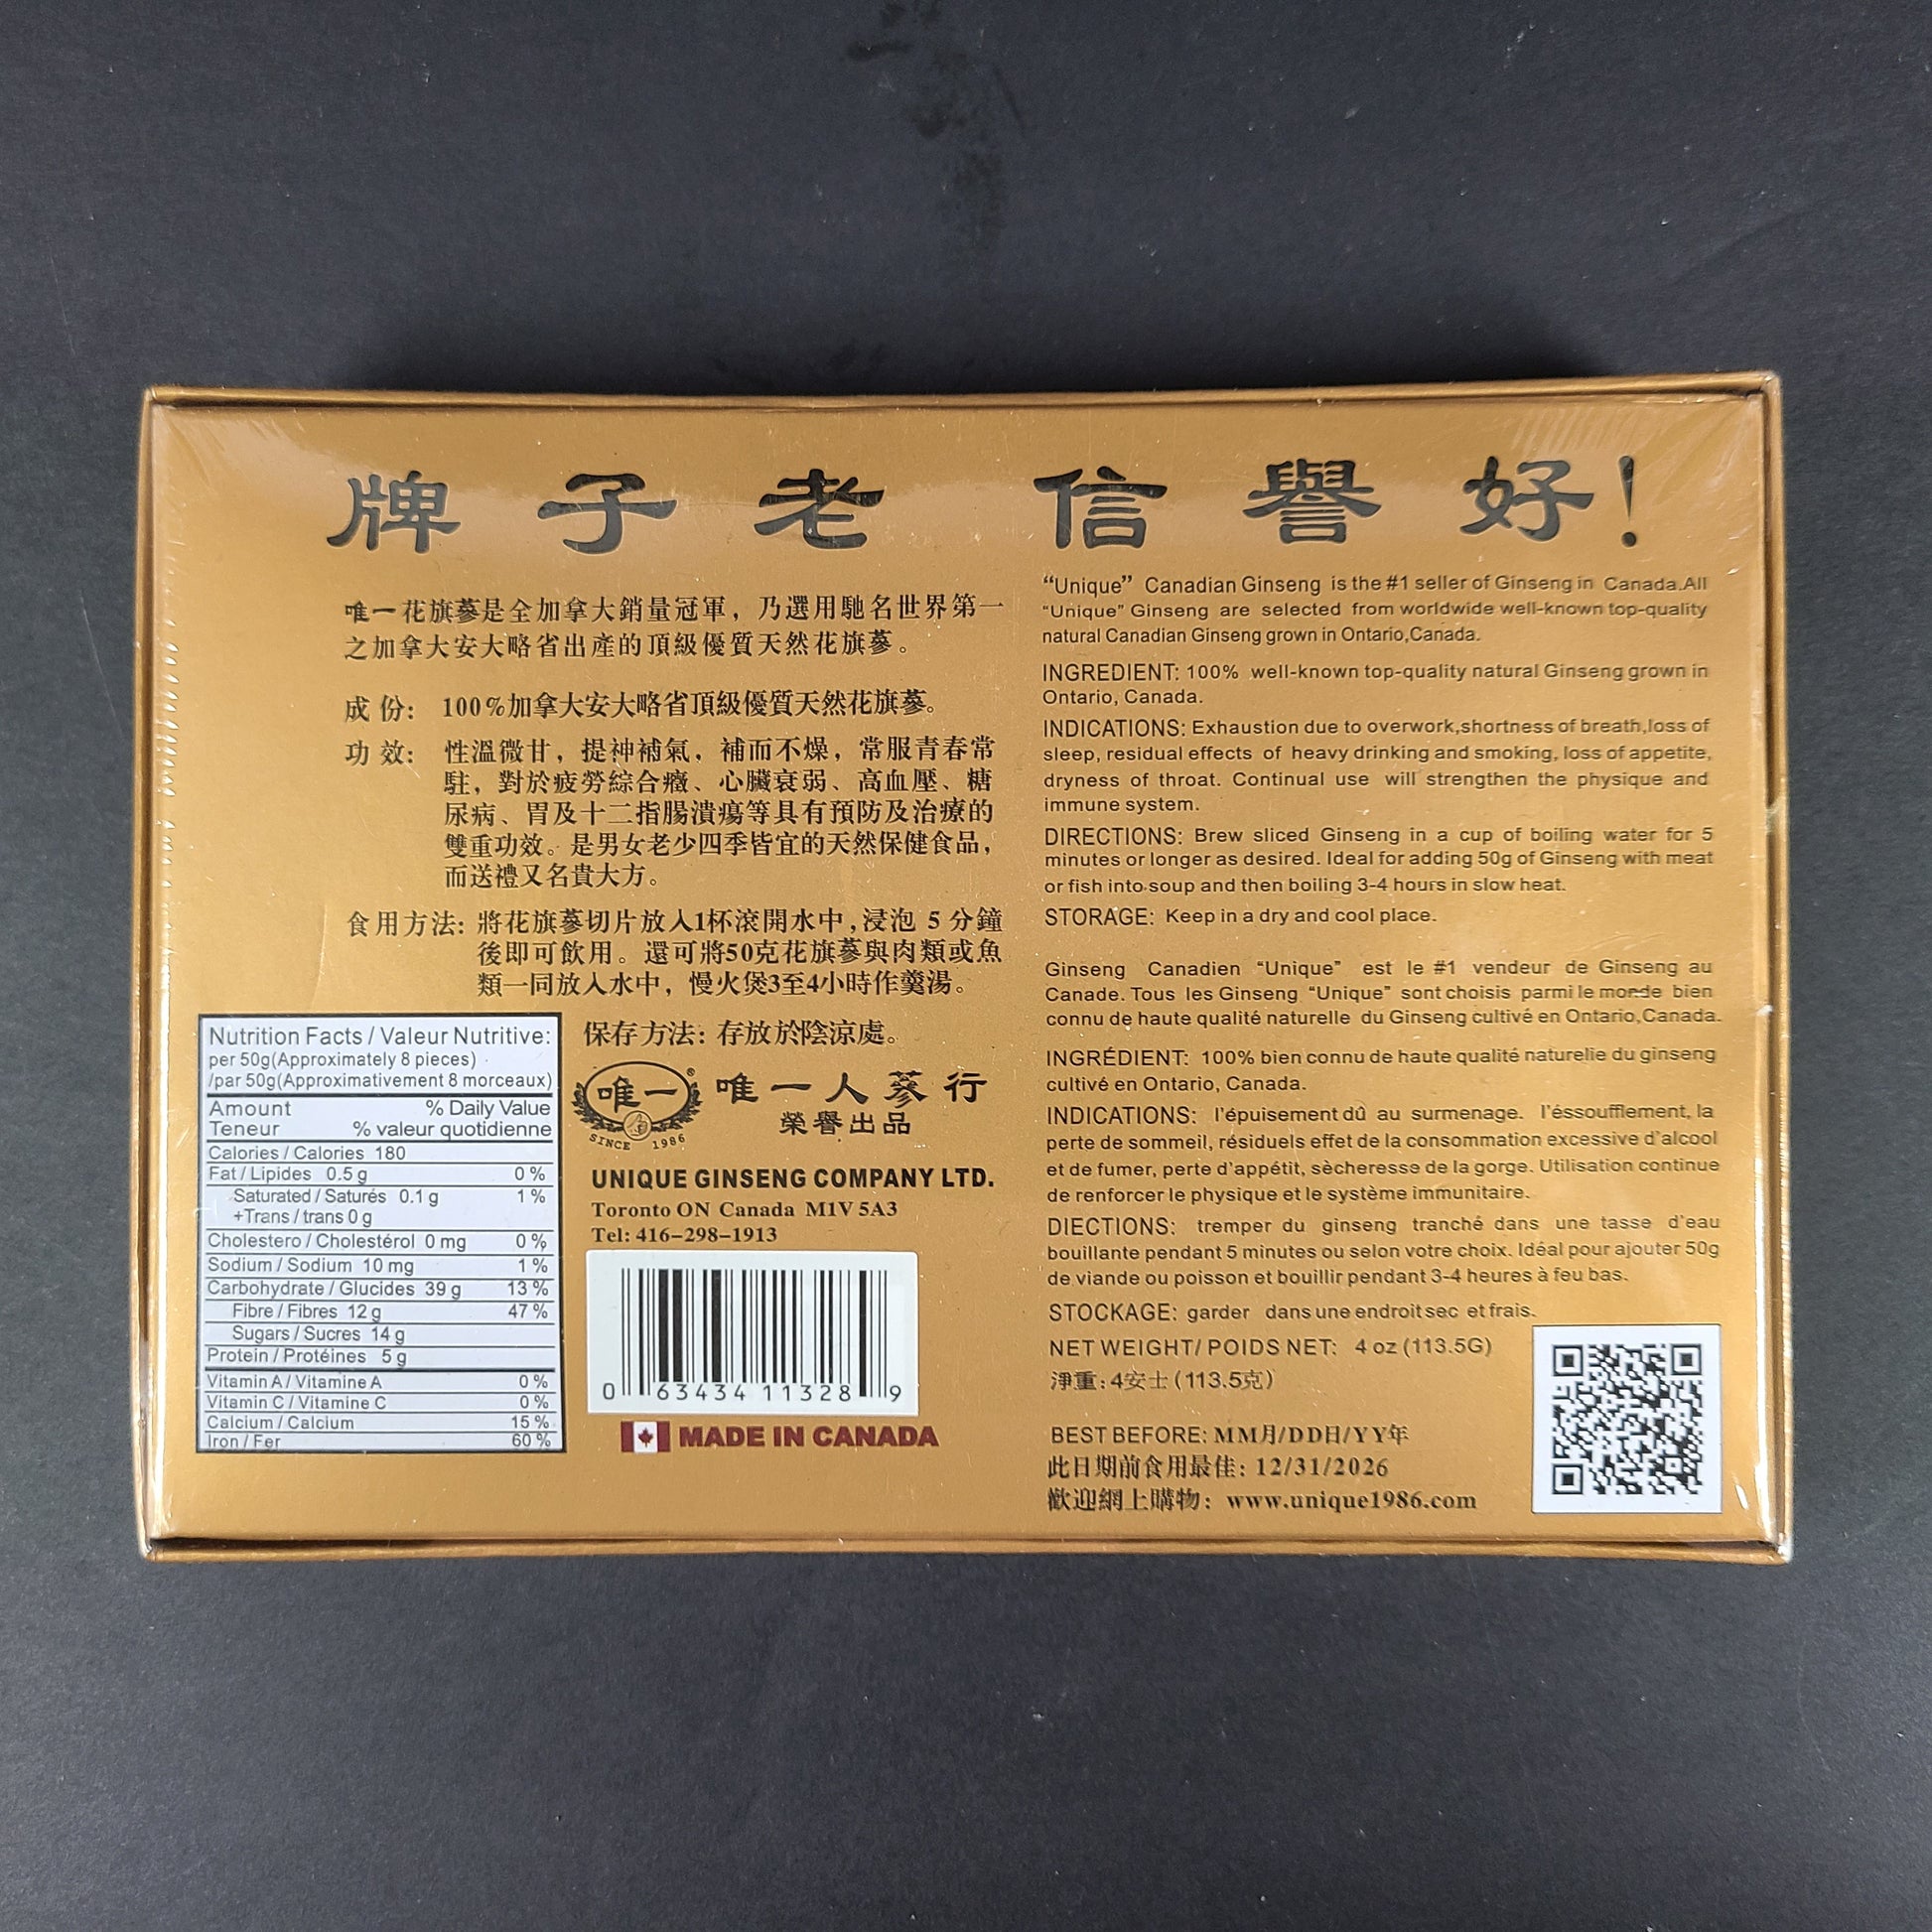 牌子老 信譽好!
唯一花旗蔘是全加拿大銷量冠軍，乃選用馳名世界第一
之加拿大安大略省出產的頂級優質天然花旗蔘。
成份: 100%加拿大安大略省頂級優質天然花旗蔘。
功效: 性溫微甘，提神補氣，補而不燥，常服青春常
駐，對於疲勞綜合癥、心臟衰弱、高血壓、糖
尿病、胃及十二指腸潰瘍等具有預防及治療的
雙重功效。是男女老少四季皆宜的天然保健食品，
而送禮又名貴大方。
食用方法: 將花旗蔘切片放入1杯滾開水中,浸泡 5 分鐘
後即可飲用。還可將50克花旗蔘與肉類或魚
類一同放入水中，慢火煲3至4小時作羹湯。
保存方法: 存放於陰涼處。
Nutrition Facts / Valeur Nutritive:
per 50g(Approximately 8 pieces)
/par 50g(Approximativement 8 morceaux)
Amount % Daily Value
Teneur % valeur quotidienne
Calories / Calories 180
Fat / Lipides 0.5 g 0 %
Saturated / Saturés 0.1 g 1 %
+Trans / trans 0 g
Cholestero / Cholestérol 0 mg 0 %
Sodium / Sodium 10 mg 1 %
Carbohydrate / Glucides 39 g 13 %
Fibre / Fibres 12 g 47 %
Sugars / Sucres 14 g
Protein / Protéines 5 g
Vitamin A / Vitamine A 0 %
Vitamin C / Vitamine C 0 %
Calcium / Calcium 15 %
Iron / Fer 60 %
唯一®
SINCE 1986
唯一人蔘行
榮譽出品
UNIQUE GINSENG COMPANY LTD.
Toronto ON Canada M1V 5A3
Tel: 416-298-1913
0 63434 11328 9
MADE IN CANADA
“Unique” Canadian Ginseng is the #1 seller of Ginseng in Canada.All
“Unique” Ginseng are selected from worldwide well-known top-quality
natural Canadian Ginseng grown in Ontario,Canada.
INGREDIENT: 100% well-known top-quality natural Ginseng grown in
Ontario, Canada.
INDICATIONS: Exhaustion due to overwork,shortness of breath,loss of
sleep, residual effects of heavy drinking and smoking, loss of appetite,
dryness of throat. Continual use will strengthen the physique and
immune system.
DIRECTIONS: Brew sliced Ginseng in a cup of boiling water for 5
minutes or longer as desired. Ideal for adding 50g of Ginseng with meat
or fish into soup and then boiling 3-4 hours in slow heat.
STORAGE: Keep in a dry and cool place.
Ginseng Canadien “Unique” est le #1 vendeur de Ginseng au
Canade. Tous les Ginseng “Unique” sont choisis parmi le monde bien
connu de haute qualité naturelle du Ginseng cultivé en Ontario,Canada.
INGRÉDIENT: 100% bien connu de haute qualité naturelie du ginseng
cultivé en Ontario, Canada.
INDICATIONS: l'épuisement dû au surmenage. l'éssoufflement, la
perte de sommeil, résiduels effet de la consommation excessive d'alcool
et de fumer, perte d'appétit, sècheresse de la gorge. Utilisation continue
de renforcer le physique et le système immunitaire.
DIECTIONS: tremper du ginseng tranché dans une tasse d'eau
bouillante pendant 5 minutes ou selon votre choix. Idéal pour ajouter 50g
de viande ou poisson et bouillir pendant 3-4 heures à feu bas.
STOCKAGE: garder dans une endroit sec et frais.
NET WEIGHT/ POIDS NET: 4 oz (113.5G)
淨重: 4安士 (113.5克)
BEST BEFORE: MM月/DD日/YY年
此日期前食用最佳: 12/31/2026
歡迎網上購物: www.unique1986.com